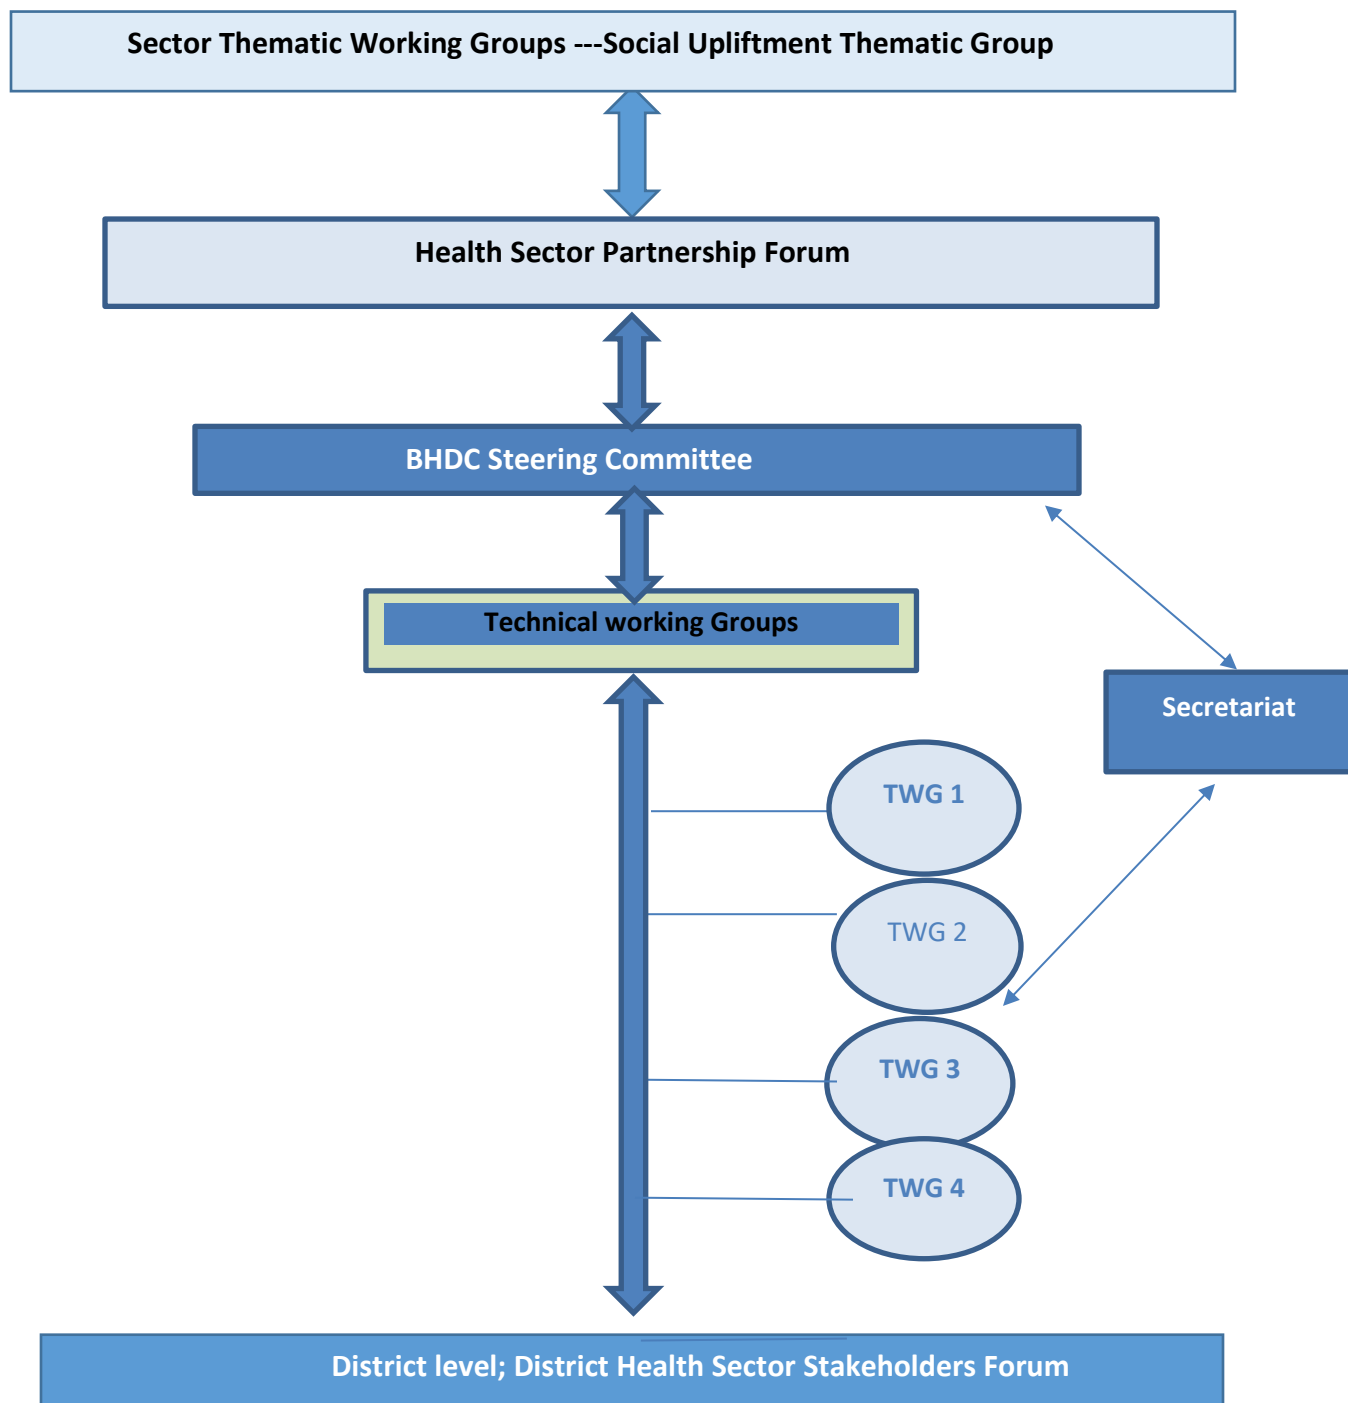 Sector Thematic Working Groups ---Social Upliftment Thematic Group
Health Sector Partnership Forum
BHDC Steering Committee
Technical working Groups
Secretariat
TWG 1
TWG 2
TWG 3
TWG 4
District level; District Health Sector Stakeholders Forum